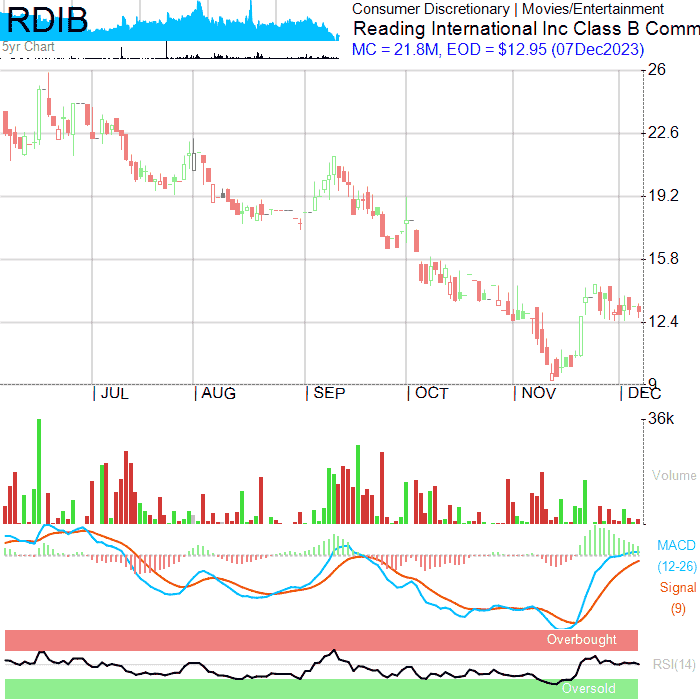 RDIB
5yr Chart
Consumer Discretionary | Movies/Entertainment
Reading International Inc Class B Comm
MC = 21.8M, EOD = $12.95 (07Dec2023)
26
22.6
19.2
15.8
12.4
9
JUL AUG SEP OCT NOV DEC
36k
Volume
MACD
(12-26)
Signal
(9)
Overbought
RSI(14)
Oversold